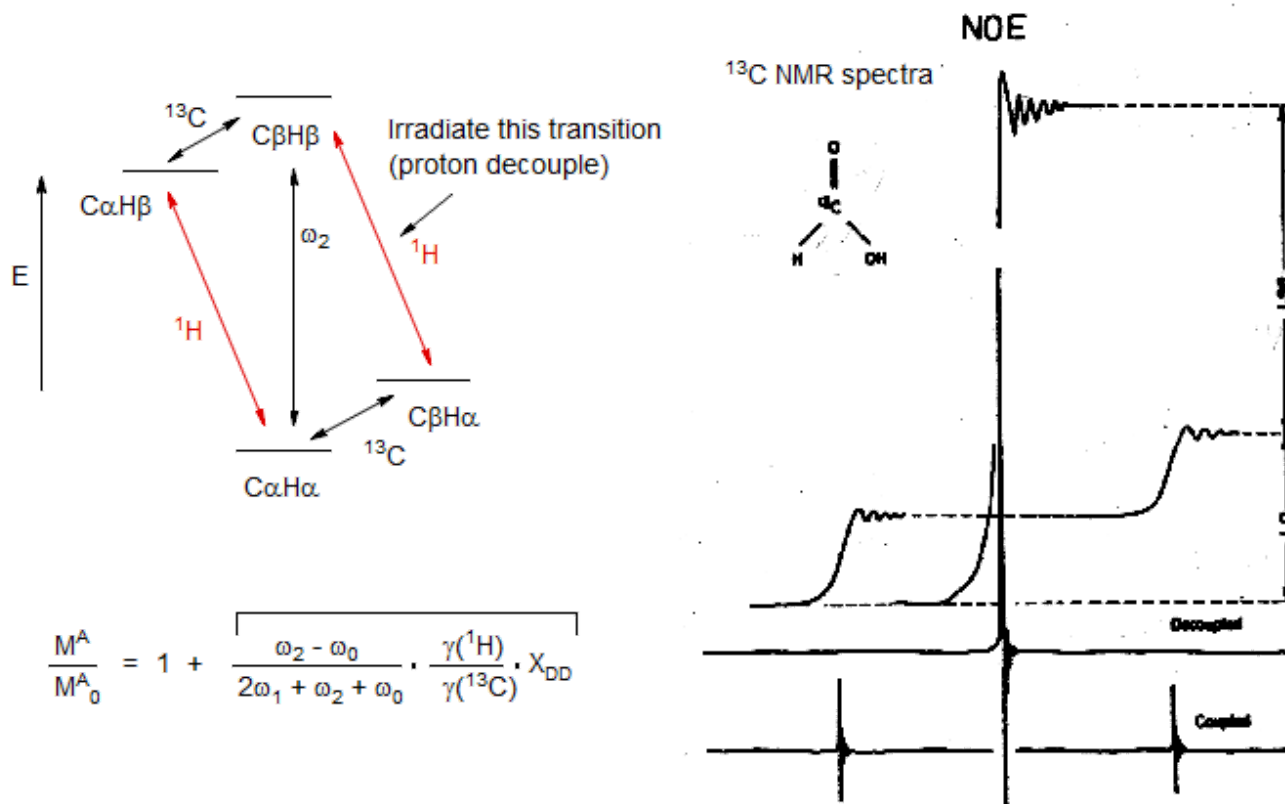 NOE
¹³C NMR spectra
¹³C
CβHβ
Irradiate this transition
(proton decouple)
CαHβ
ω₂
¹H
E
¹H
CβHα
¹³C
CαHα
O
C
H
OH
Decoupled
Coupled
Mᴬ / Mᴬ₀ = 1 + (ω₂ - ω₀) / (2ω₁ + ω₂ + ω₀) · γ(¹H) / γ(¹³C) · X_DD